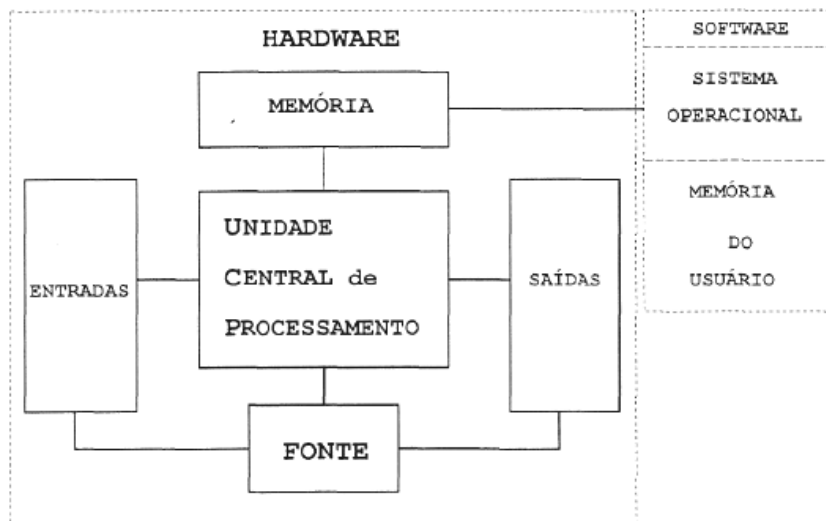 HARDWARE
MEMÓRIA
ENTRADAS
UNIDADE
CENTRAL de
PROCESSAMENTO
SAÍDAS
FONTE
SOFTWARE
SISTEMA
OPERACIONAL
MEMÓRIA
DO
USUÁRIO